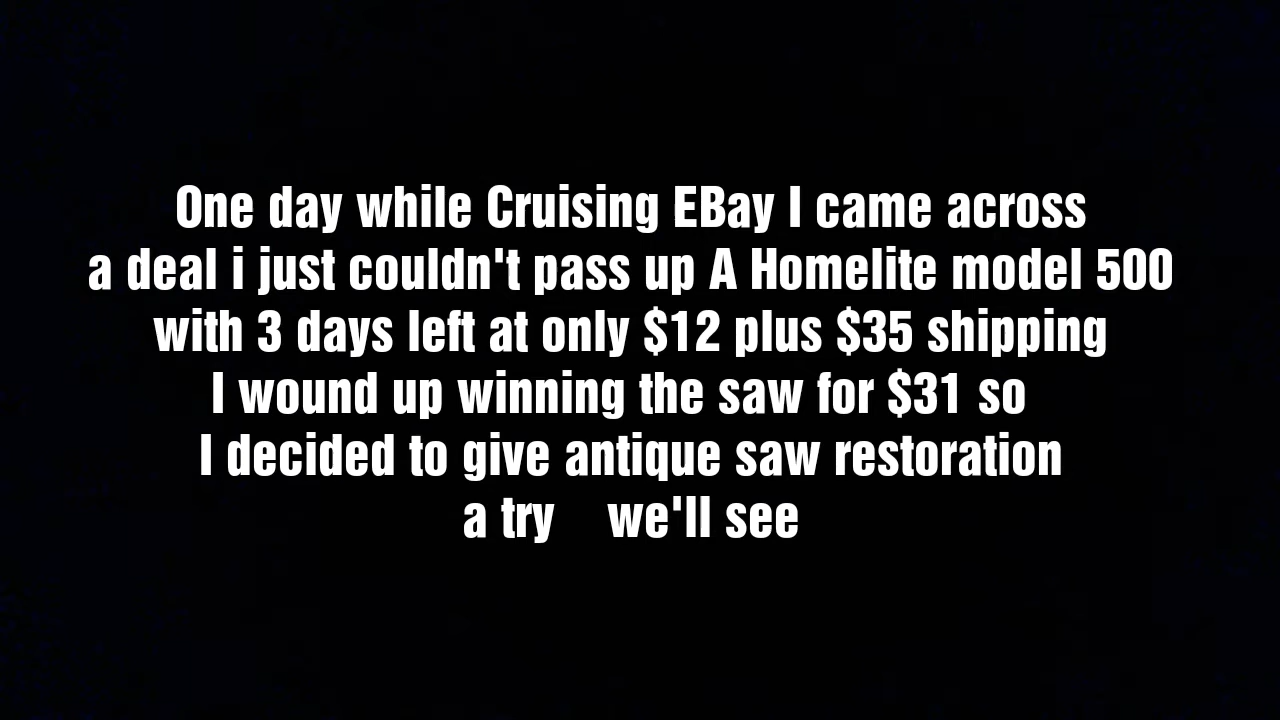 One day while Cruising EBay I came across
a deal i just couldn't pass up A Homelite model 500
with 3 days left at only $12 plus $35 shipping
I wound up winning the saw for $31 so
I decided to give antique saw restoration
a try we'll see